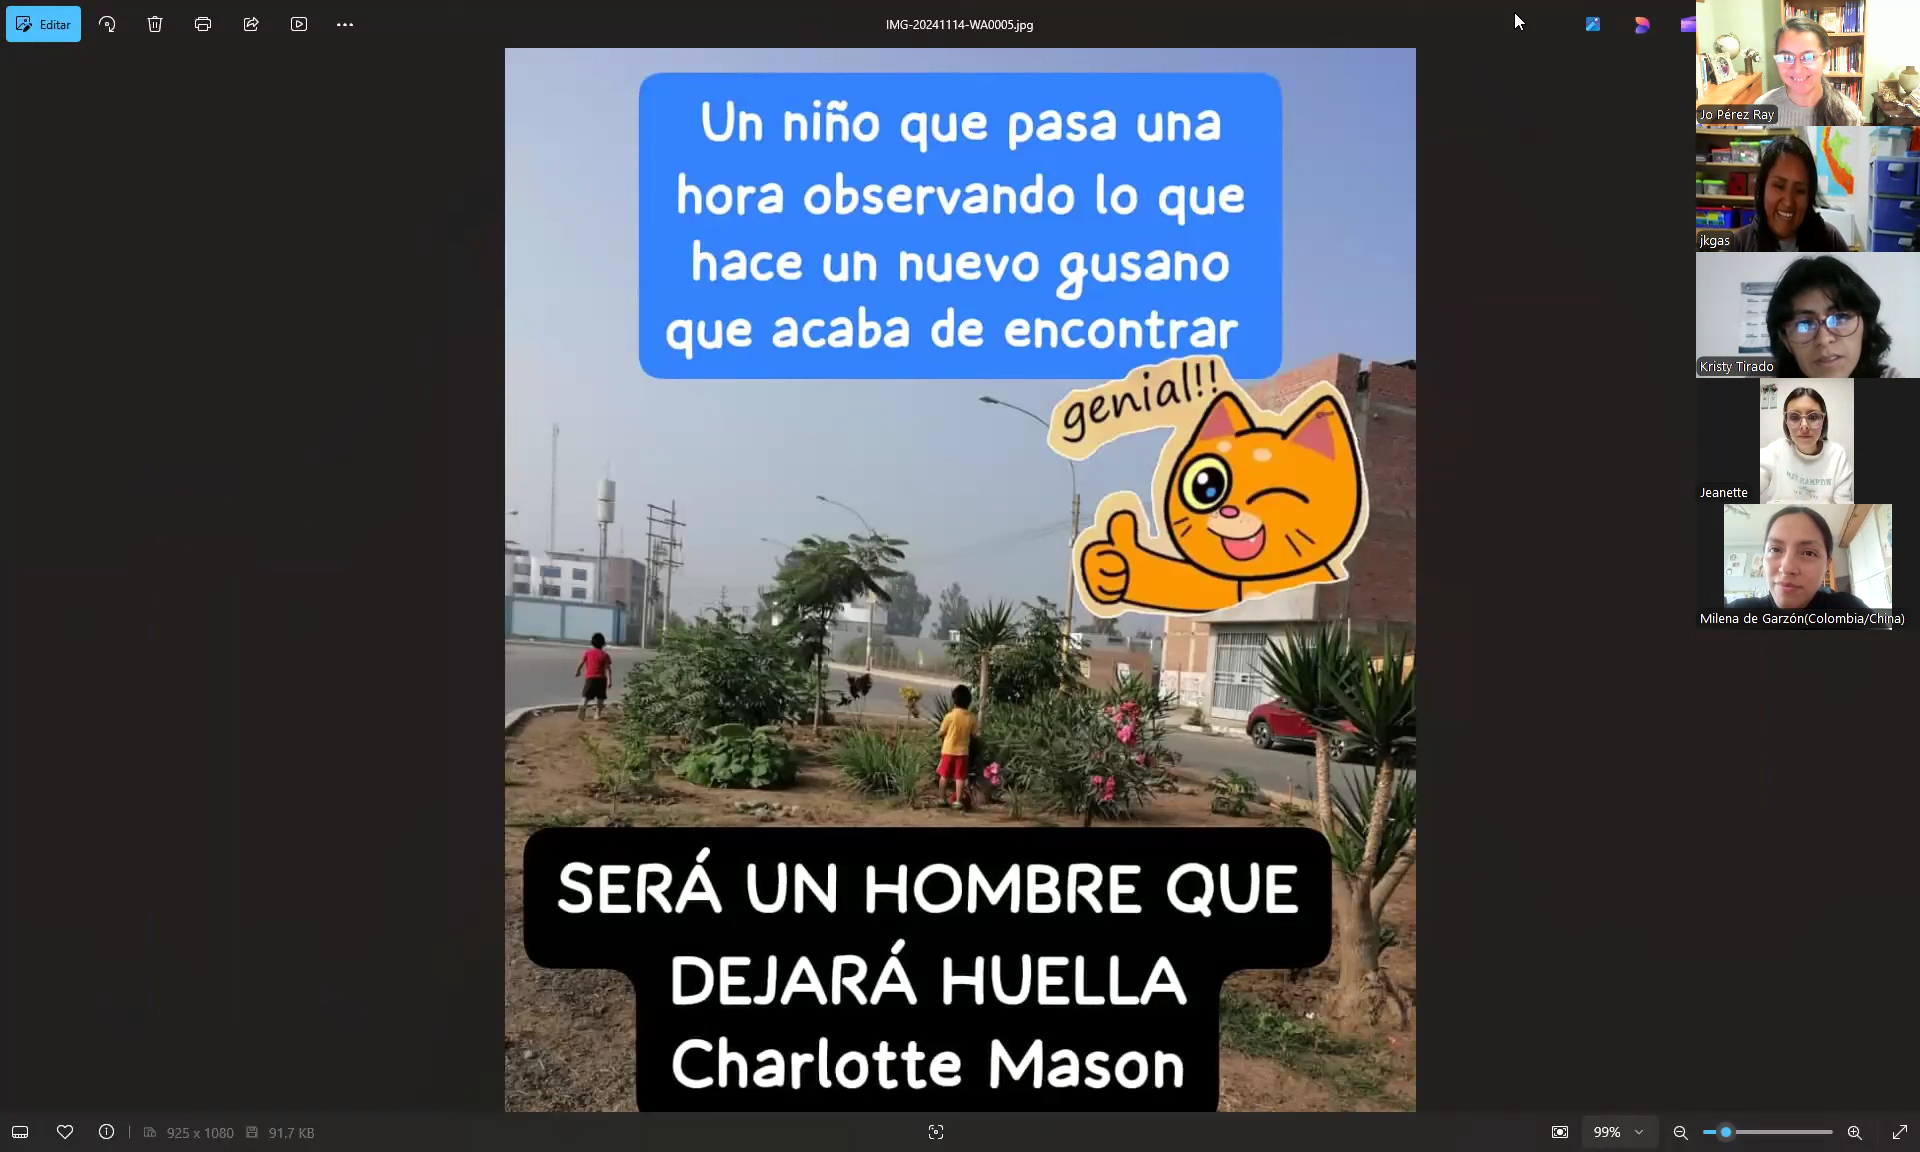 Editar
IMG-20241114-WA0005.jpg
Un niño que pasa una
hora observando lo que
hace un nuevo gusano
que acaba de encontrar
genial!!
SERÁ UN HOMBRE QUE
DEJARÁ HUELLA
Charlotte Mason
Jo Pérez Ray
jkgas
Kristy Tirado
Jeanette
Milena de Garzón(Colombia/China)
925 x 1080
91.7 KB
99%